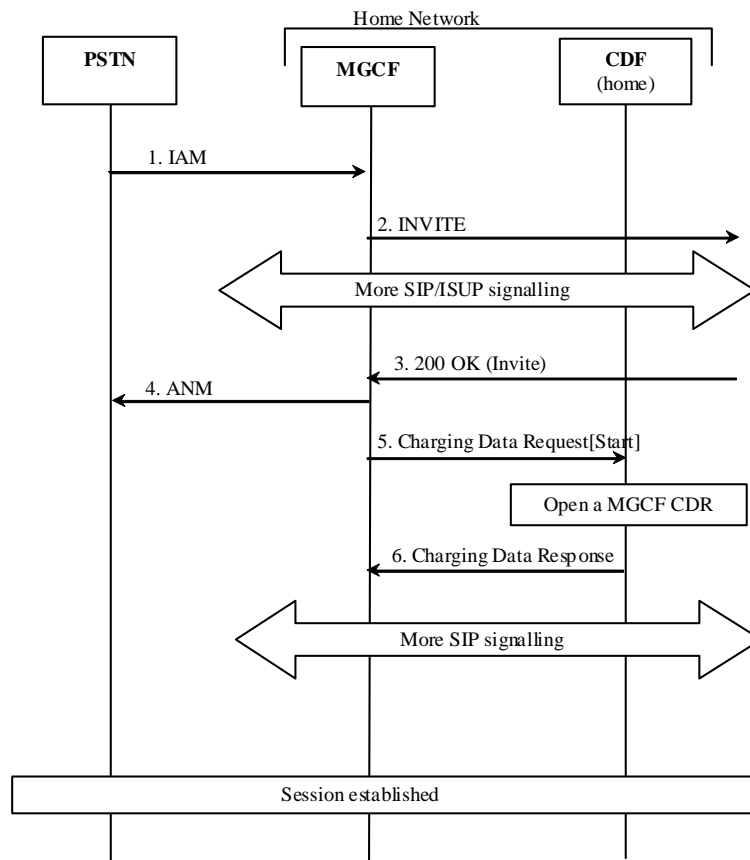 Home Network
PSTN
MGCF
CDF
(home)
1. IAM
2. INVITE
More SIP/ISUP signalling
3. 200 OK (Invite)
4. ANM
5. Charging Data Request[Start]
Open a MGCF CDR
6. Charging Data Response
More SIP signalling
Session established